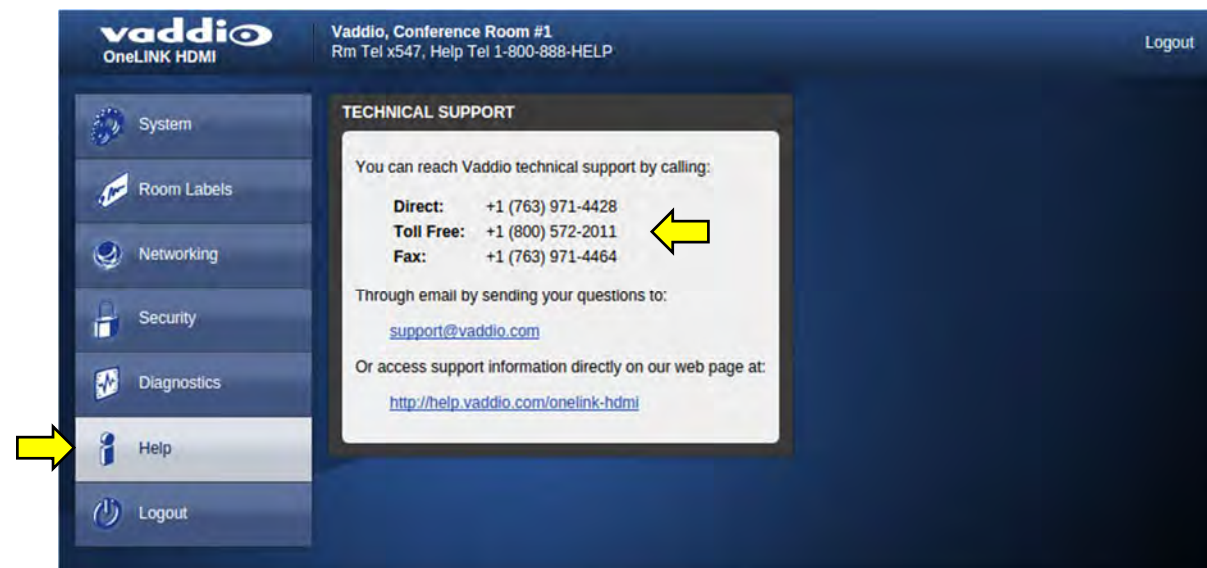 vaddio
OneLINK HDMI
Vaddio, Conference Room #1
Rm Tel x547, Help Tel 1-800-888-HELP
Logout
System
Room Labels
Networking
Security
Diagnostics
Help
Logout
TECHNICAL SUPPORT
You can reach Vaddio technical support by calling:
Direct: +1 (763) 971-4428
Toll Free: +1 (800) 572-2011
Fax: +1 (763) 971-4464
Through email by sending your questions to:
support@vaddio.com
Or access support information directly on our web page at:
http://help.vaddio.com/onelink-hdmi